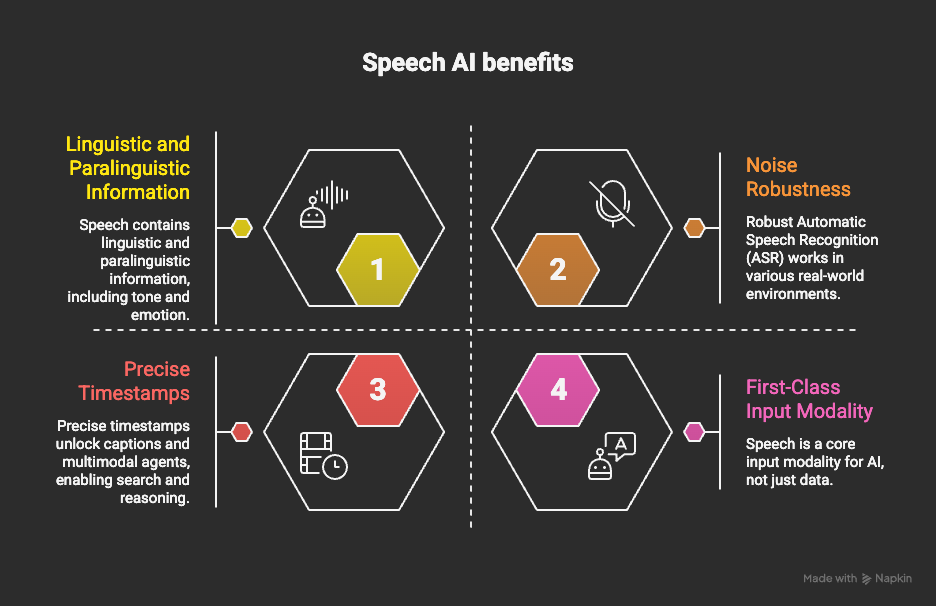 Speech AI benefits
Linguistic and
Paralinguistic
Information
Speech contains
linguistic and
paralinguistic
information,
including tone and
emotion.
1
2
Noise
Robustness
Robust Automatic
Speech Recognition
(ASR) works in
various real-world
environments.
Precise
Timestamps
Precise timestamps
unlock captions and
multimodal agents,
enabling search and
reasoning.
3
4
A
First-Class
Input Modality
Speech is a core
input modality for AI,
not just data.
Made with Napkin